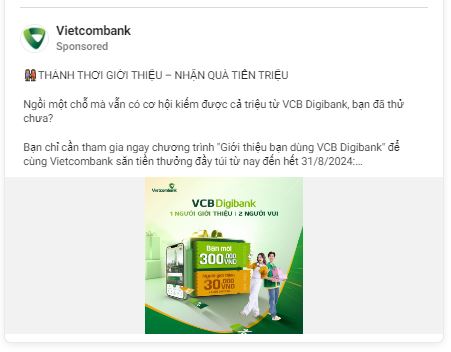 Vietcombank
Sponsored
👭THẢNH THƠI GIỚI THIỆU – NHẬN QUÀ TIỀN TRIỆU
Ngồi một chỗ mà vẫn có cơ hội kiếm được cả triệu từ VCB Digibank, bạn đã thử
chưa?
Bạn chỉ cần tham gia ngay chương trình "Giới thiệu bạn dùng VCB Digibank" để
cùng Vietcombank săn tiền thưởng đầy túi từ nay đến hết 31/8/2024:...
Vietcombank
VCB Digibank
1 NGƯỜI GIỚI THIỆU : 2 NGƯỜI VUI
Bạn mới
300.000
VND
Người giới thiệu
30.000
VND